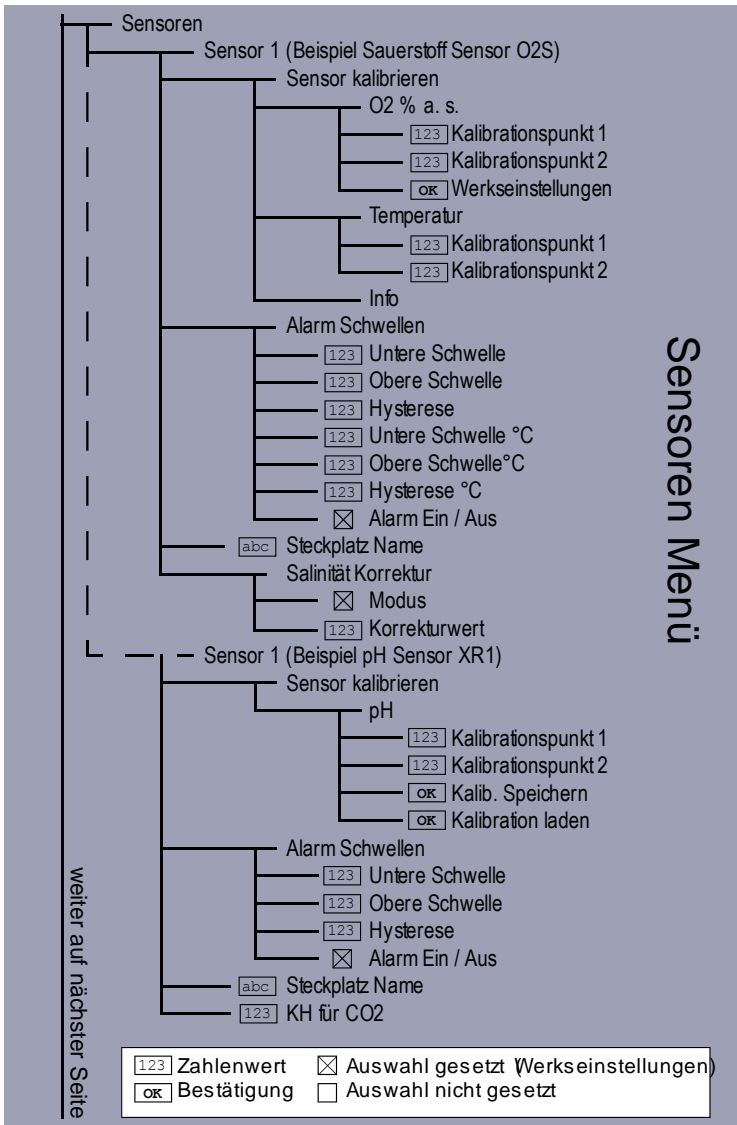 Sensoren
Sensor 1 (Beispiel Sauerstoff Sensor O2S)
Sensor kalibrieren
O2 % a. s.
123 Kalibrationspunkt 1
123 Kalibrationspunkt 2
OK Werkseinstellungen
Temperatur
123 Kalibrationspunkt 1
123 Kalibrationspunkt 2
Info
Alarm Schwellen
123 Untere Schwelle
123 Obere Schwelle
123 Hysterese
123 Untere Schwelle °C
123 Obere Schwelle°C
123 Hysterese °C
Alarm Ein / Aus
abc Steckplatz Name
Salinität Korrektur
Modus
123 Korrekturwert
Sensor 1 (Beispiel pH Sensor XR1)
Sensor kalibrieren
pH
123 Kalibrationspunkt 1
123 Kalibrationspunkt 2
OK Kalib. Speichern
OK Kalibration laden
Alarm Schwellen
123 Untere Schwelle
123 Obere Schwelle
123 Hysterese
Alarm Ein / Aus
abc Steckplatz Name
123 KH für CO2
Sensoren Menü
weiter auf nächster Seite
123 Zahlenwert
Auswahl gesetzt (Werkseinstellungen)
OK Bestätigung
Auswahl nicht gesetzt